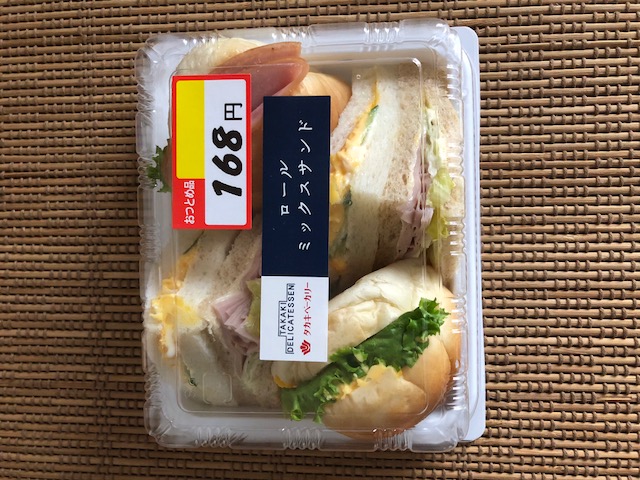 おつとめ品
168円
ロール
ミックスサンド
TAKAKI
DELICATESSEN
タカキベーカリー